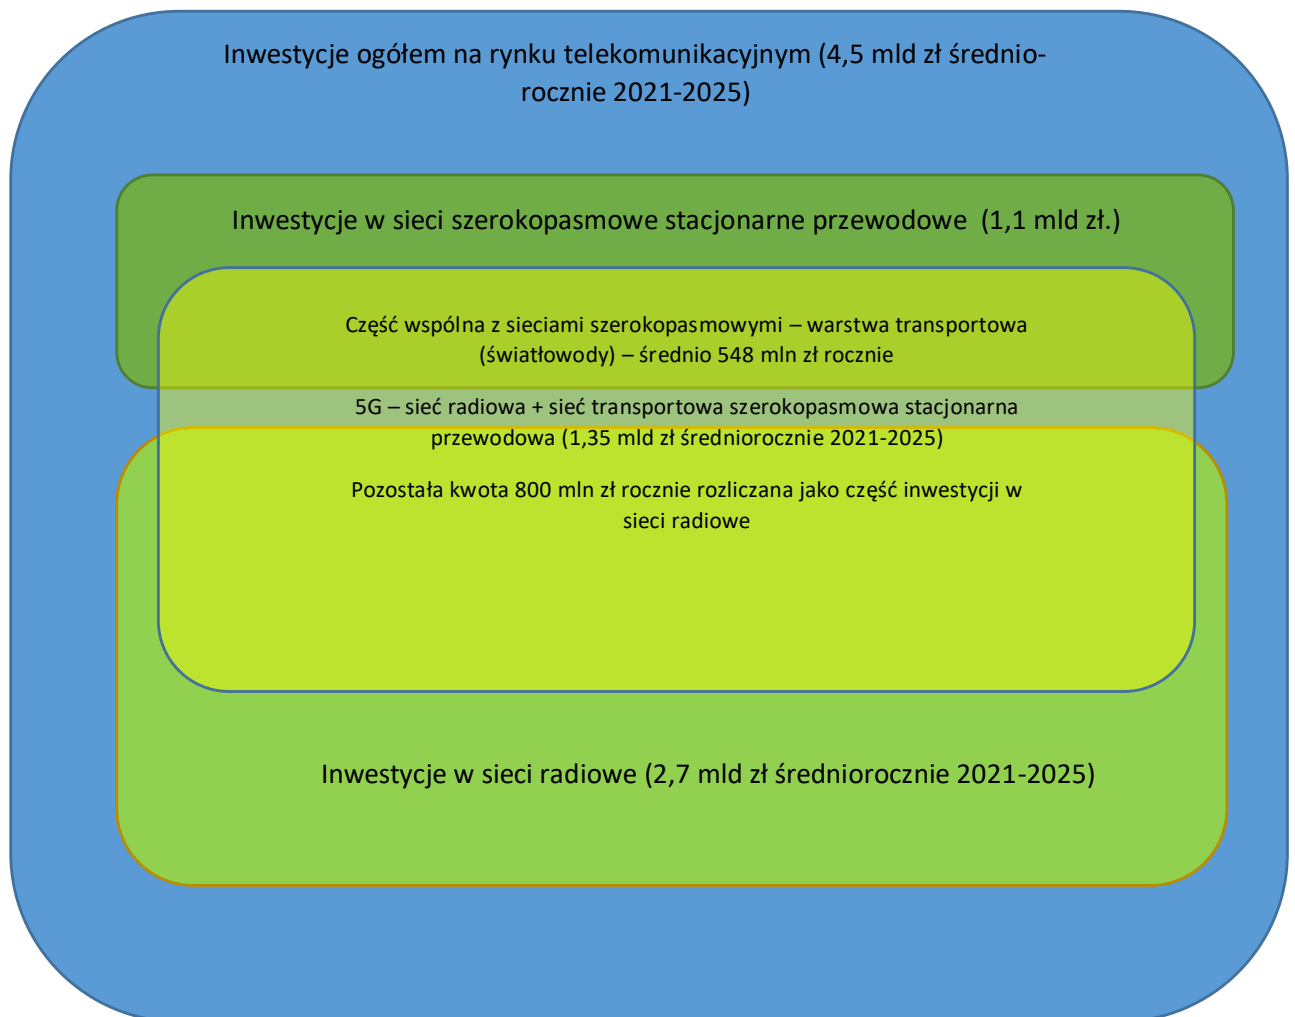 Inwestycje ogółem na rynku telekomunikacyjnym (4,5 mld zł średnio-
rocznie 2021-2025)
Inwestycje w sieci szerokopasmowe stacjonarne przewodowe (1,1 mld zł.)
Część wspólna z sieciami szerokopasmowymi – warstwa transportowa
(światłowody) – średnio 548 mln zł rocznie
5G – sieć radiowa + sieć transportowa szerokopasmowa stacjonarna
przewodowa (1,35 mld zł średniorocznie 2021-2025)
Pozostała kwota 800 mln zł rocznie rozliczana jako część inwestycji w
sieci radiowe
Inwestycje w sieci radiowe (2,7 mld zł średniorocznie 2021-2025)